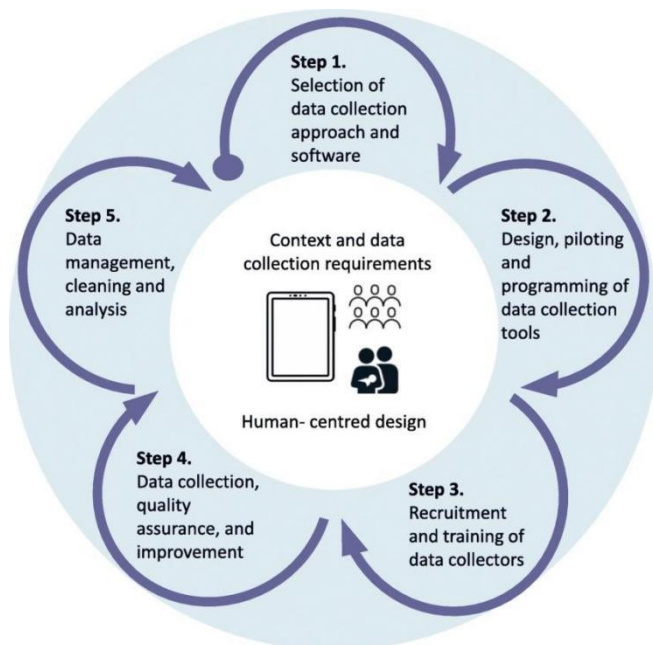 Step 1.
Selection of
data collection
approach and
software
Step 2.
Design, piloting
and
programming of
data collection
tools
Step 3.
Recruitment
and training of
data collectors
Step 4.
Data collection,
quality
assurance, and
improvement
Step 5.
Data
management,
cleaning and
analysis
Context and data
collection requirements
Human- centred design